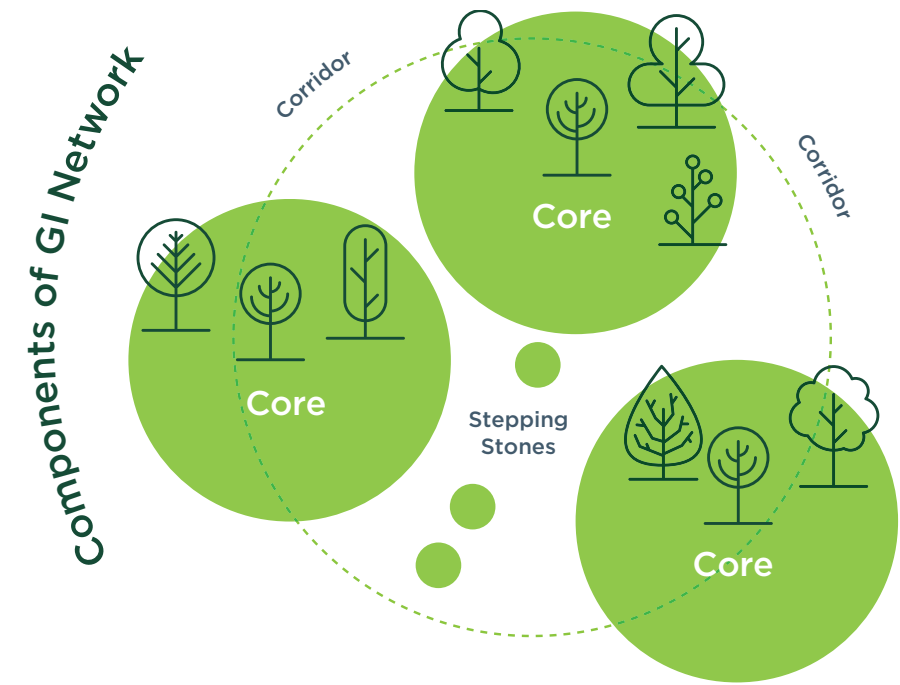 Components of GI Network
Corridor
Corridor
Core
Core
Stepping
Stones
Core